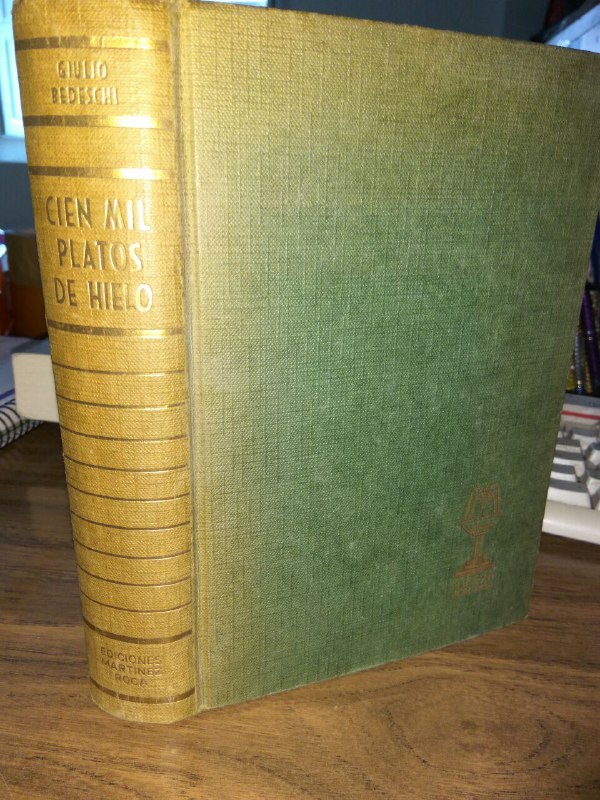 GIULIO
BEDESCHI
CIEN MIL
PLATOS
DE HIELO
EDICIONES
MARTINEZ
ROCA